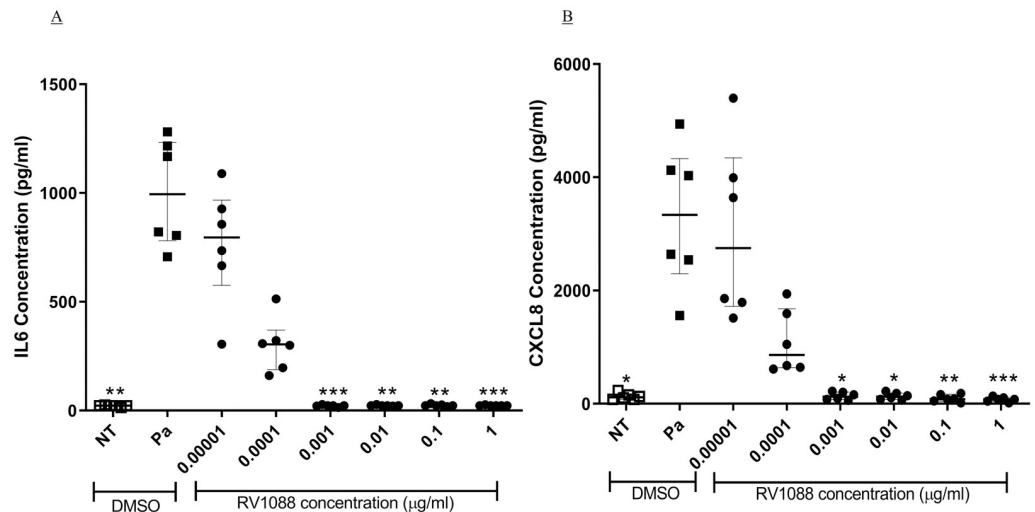 A
IL6 Concentration (pg/ml)
1500
1000
500
0
** *** ** ** ***
NT Pa 0.00001 0.0001 0.001 0.01 0.1 1
DMSO RV1088 concentration (μg/ml)
B
CXCL8 Concentration (pg/ml)
6000
4000
2000
0
* * * ** ***
NT Pa 0.00001 0.0001 0.001 0.01 0.1 1
DMSO RV1088 concentration (μg/ml)